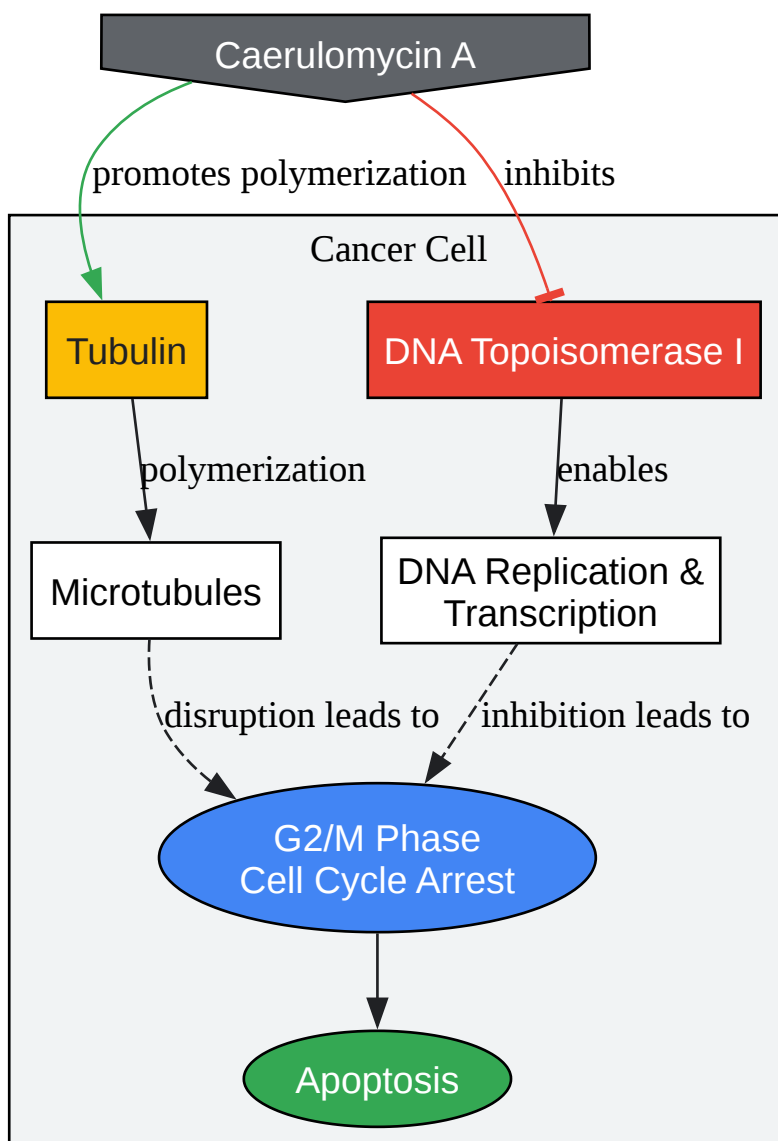 Caerulomycin A
promotes polymerization
inhibits
Cancer Cell
Tubulin
DNA Topoisomerase I
polymerization
enables
Microtubules
DNA Replication &
Transcription
disruption leads to
inhibition leads to
G2/M Phase
Cell Cycle Arrest
Apoptosis